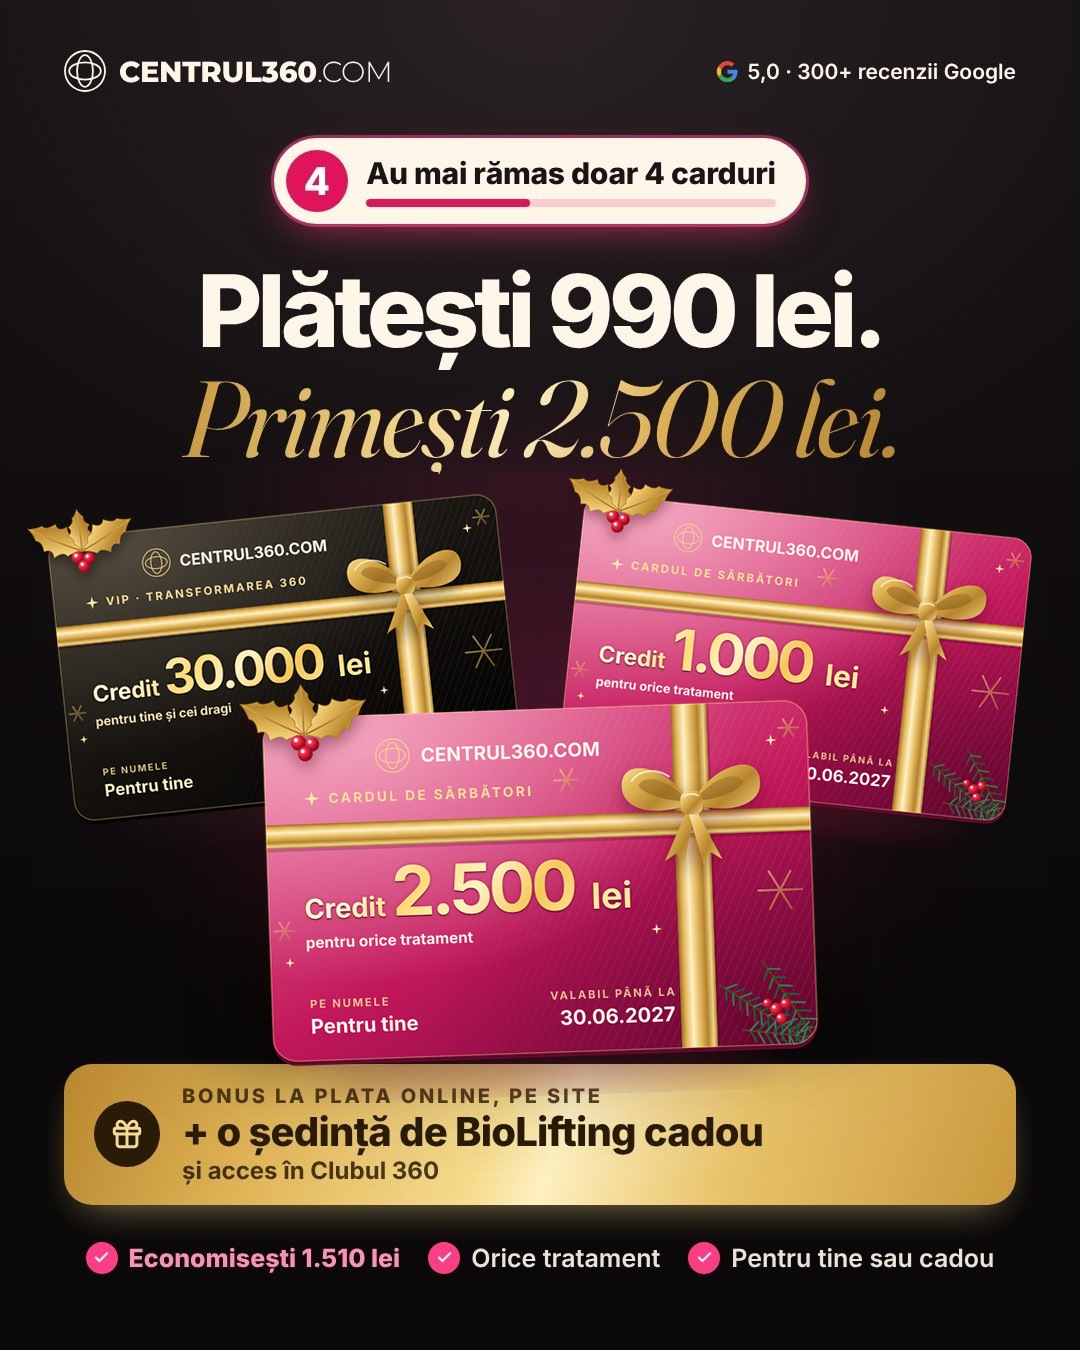 CENTRUL360.COM
5,0 · 300+ recenzii Google
4
Au mai rămas doar 4 carduri
Plătești 990 lei.
Primești 2.500 lei.
CENTRUL360.COM
VIP · TRANSFORMAREA 360
Credit 30.000 lei
pentru tine și cei dragi
PE NUMELE
Pentru tine
CENTRUL360.COM
CARDUL DE SĂRBĂTORI
Credit 1.000 lei
pentru orice tratament
LABIL PÂNĂ LA
0.06.2027
CENTRUL360.COM
CARDUL DE SĂRBĂTORI
Credit 2.500 lei
pentru orice tratament
PE NUMELE
Pentru tine
VALABIL PÂNĂ LA
30.06.2027
BONUS LA PLATA ONLINE, PE SITE
+ o ședință de BioLifting cadou
și acces în Clubul 360
Economisești 1.510 lei
Orice tratament
Pentru tine sau cadou